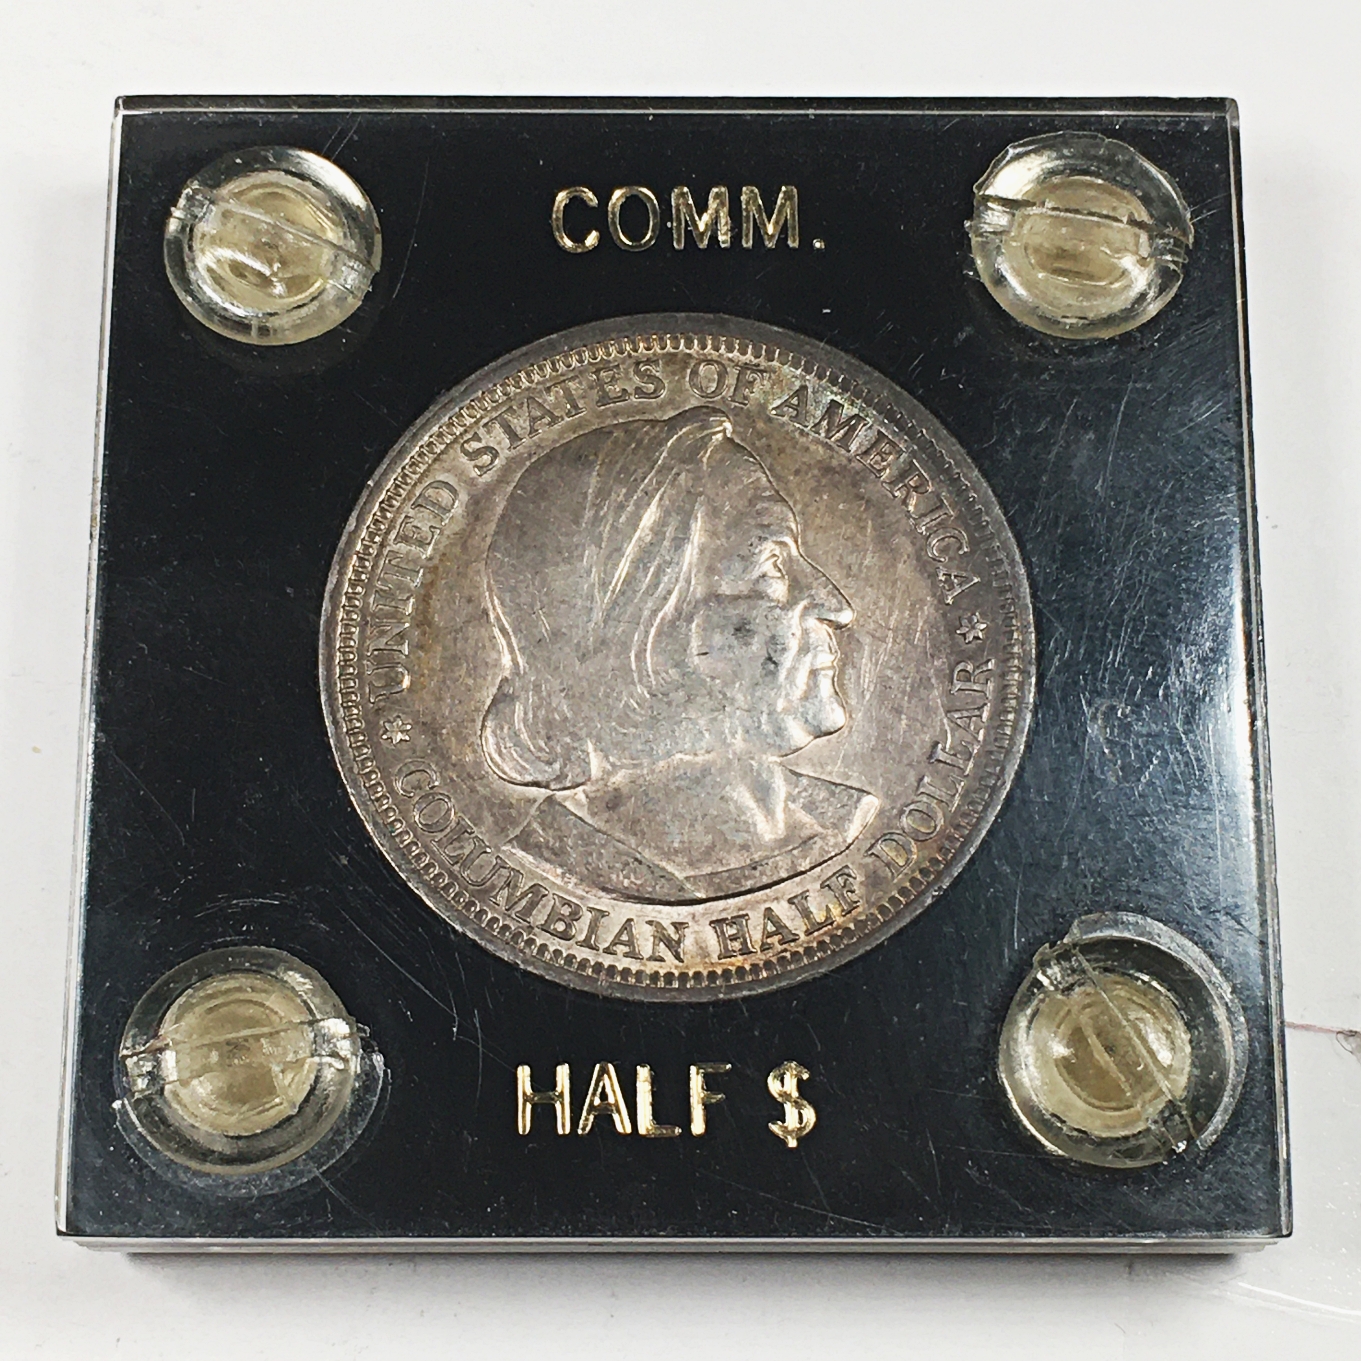 COMM.
UNITED STATES OF AMERICA
COLUMBIAN HALF DOLLAR
HALF $